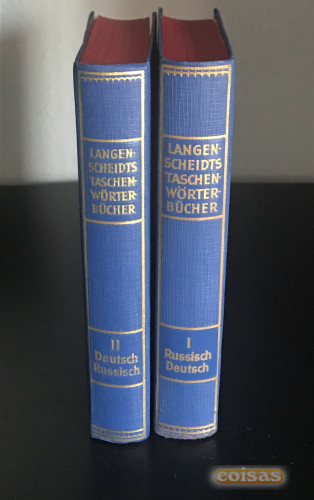 LANGEN-
SCHEIDTS
TASCHEN-
WÖRTER-
BÜCHER
II
Deutsch
Russisch
LANGEN-
SCHEIDTS
TASCHEN-
WÖRTER-
BÜCHER
I
Russisch
Deutsch
coisas